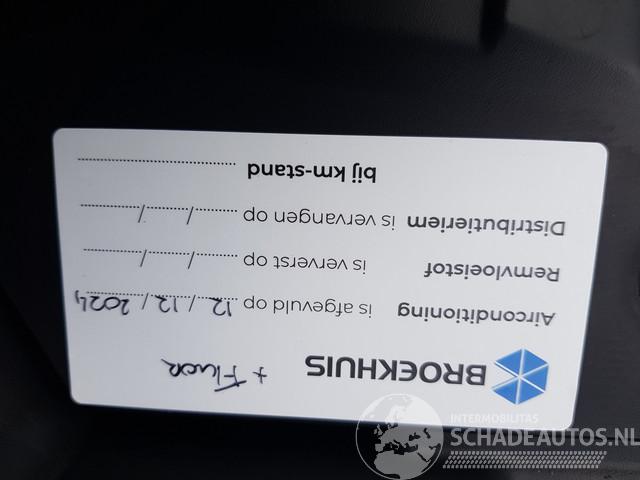 BROEKHUIS + Fluor
Airconditioning is afgevuld op 12 / 12 / 2024
Remvloeistof is ververst op ......../......../........
Distributieriem is vervangen op ......../......../........
bij km-stand ........................................
INTERMOBILITAS
SCHADEAUTOS.NL